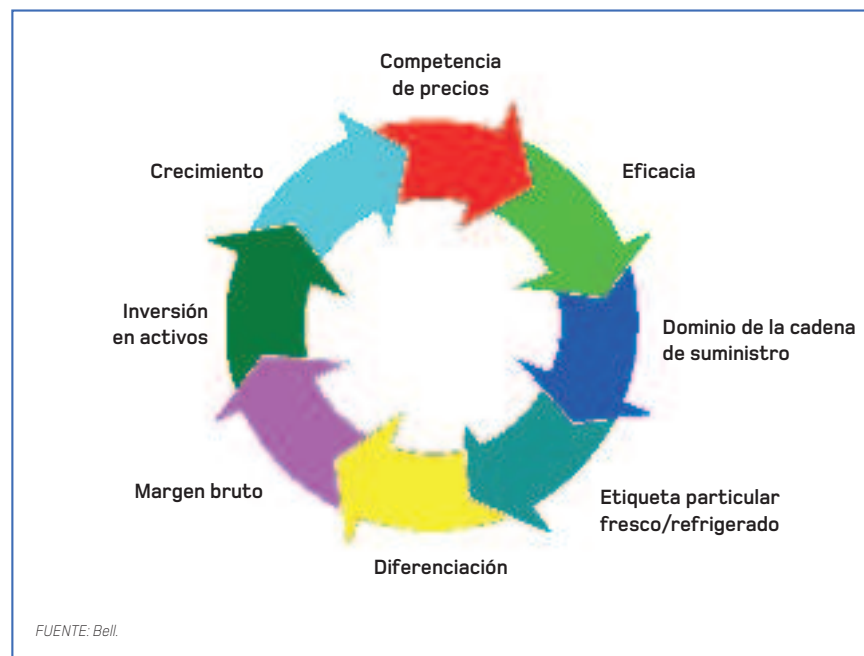 Competencia
de precios
Eficacia
Dominio de la cadena
de suministro
Etiqueta particular
fresco/refrigerado
Diferenciación
Margen bruto
Inversión
en activos
Crecimiento
FUENTE: Bell.